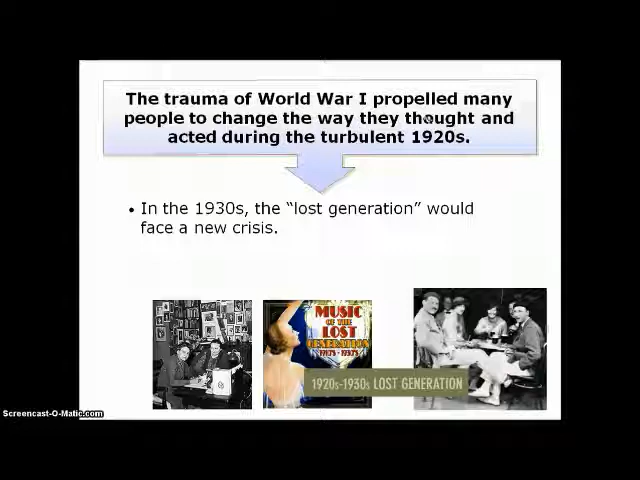 The trauma of World War I propelled many
people to change the way they thought and
acted during the turbulent 1920s.
• In the 1930s, the “lost generation” would
face a new crisis.
MUSIC
OF THE
LOST
GENERATION
1920s-1930s LOST GENERATION
Screencast-O-Matic.com